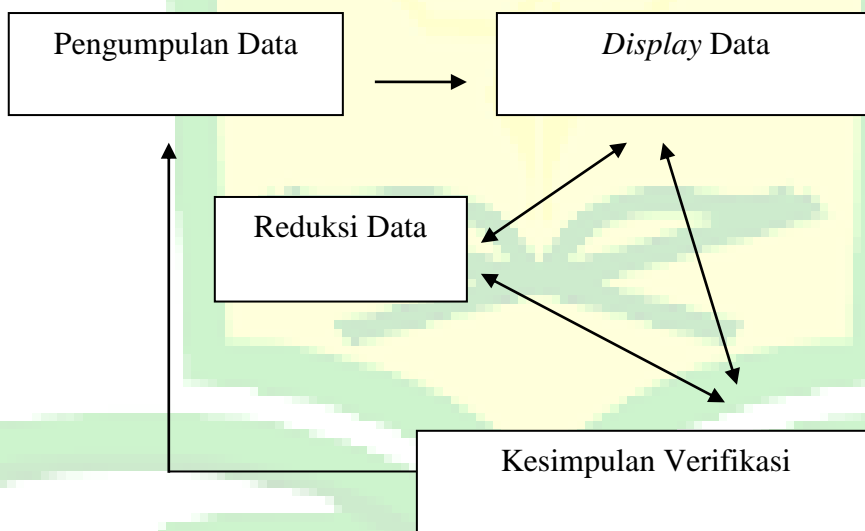 Pengumpulan Data
Display Data
Reduksi Data
Kesimpulan Verifikasi